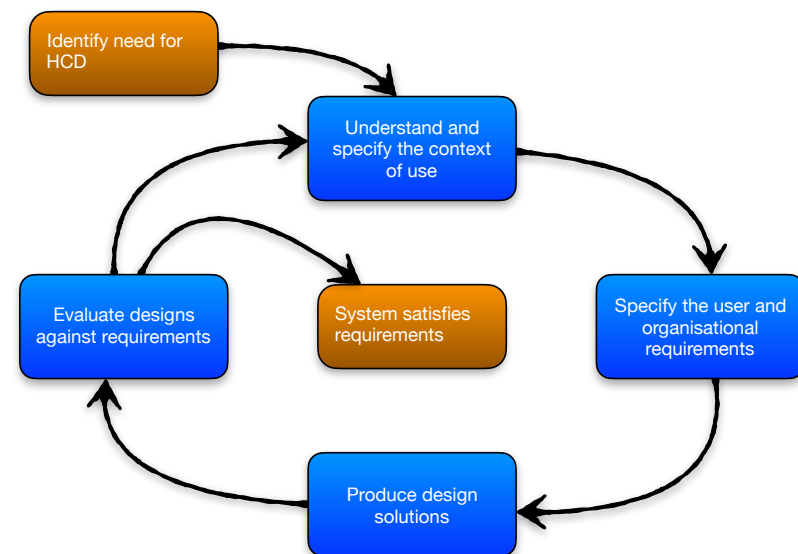 Identify need for
HCD
Understand and
specify the context
of use
Evaluate designs
against requirements
System satisfies
requirements
Specify the user and
organisational
requirements
Produce design
solutions